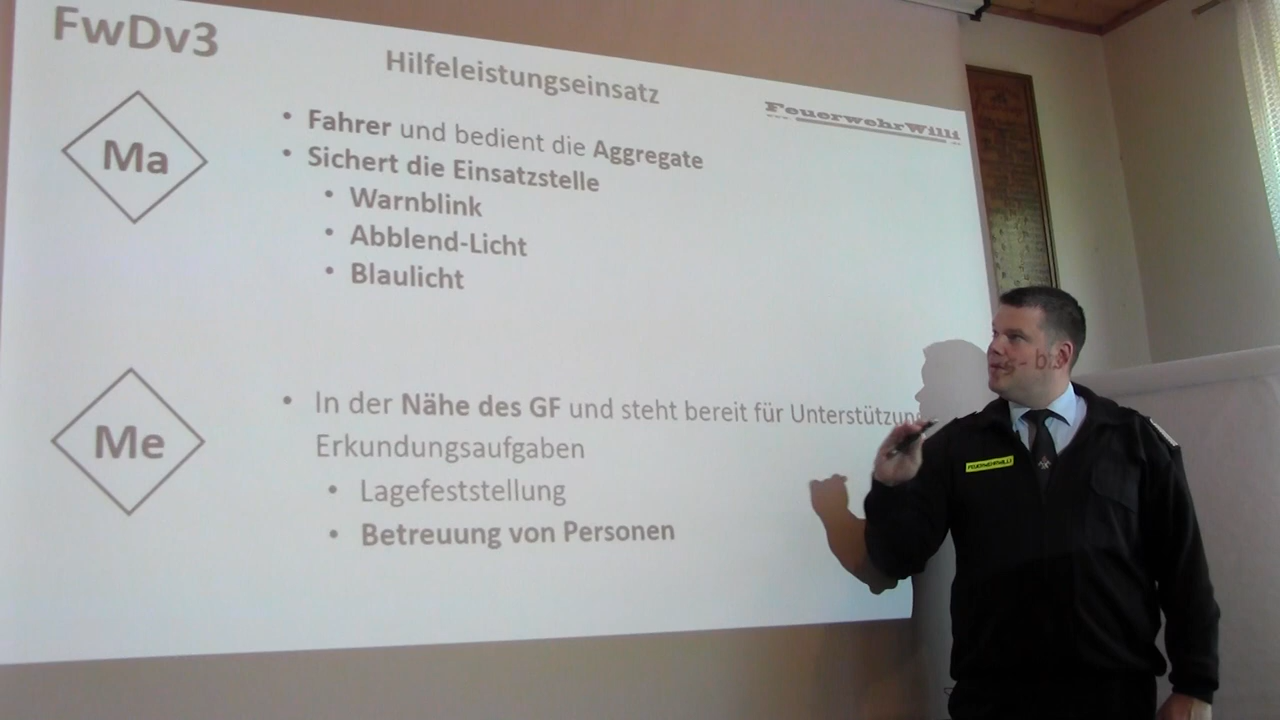 FwDv3
Hilfeleistungseinsatz
FeuerwehrWilli
Ma
• Fahrer und bedient die Aggregate
• Sichert die Einsatzstelle
• Warnblink
• Abblend-Licht
• Blaulicht
Me
• In der Nähe des GF und steht bereit für Unterstützung
Erkundungsaufgaben
• Lagefeststellung
• Betreuung von Personen
FEUERWEHRWILLI